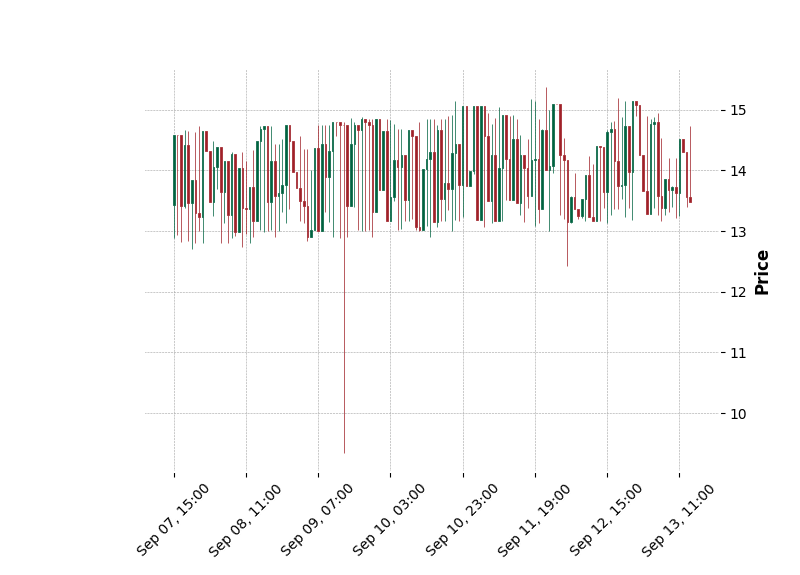 15
14
13
12
11
10
Price
Sep 07, 15:00
Sep 08, 11:00
Sep 09, 07:00
Sep 10, 03:00
Sep 10, 23:00
Sep 11, 19:00
Sep 12, 15:00
Sep 13, 11:00